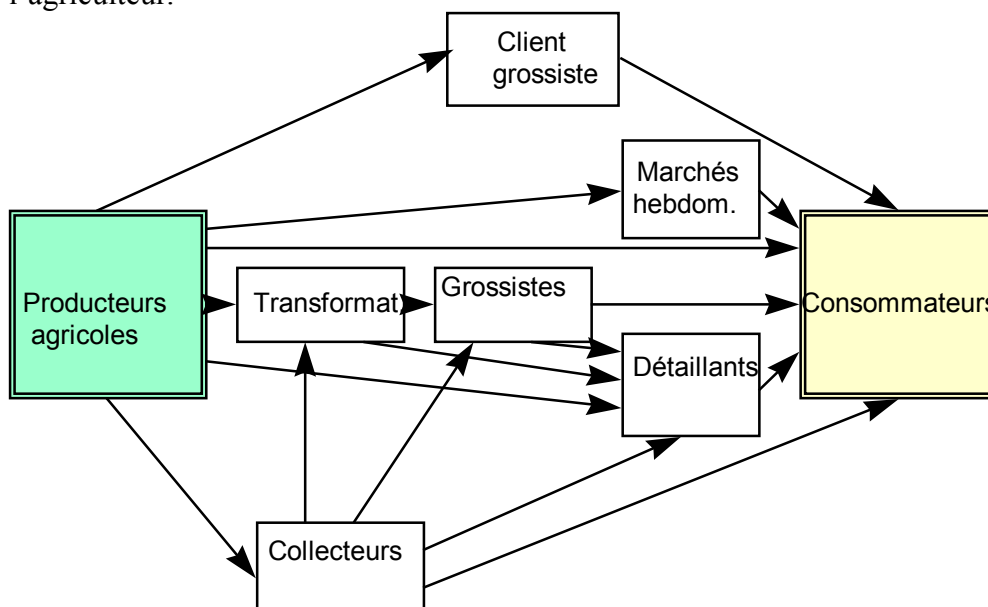 l'agriculteur.
Client
grossiste
Marchés
hebdom.
Producteurs
agricoles
Transformat
Grossistes
Consommateurs
Détaillants
Collecteurs